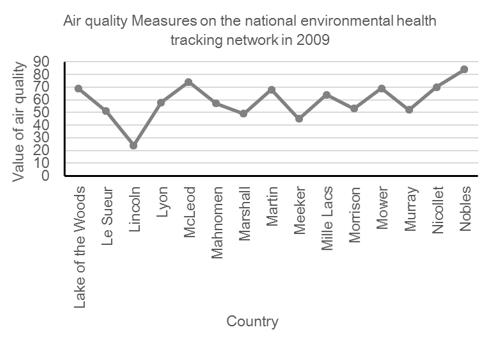 Air quality Measures on the national environmental health
tracking network in 2009
Value of air quality
90
80
70
60
50
40
30
20
10
0
Lake of the Woods
Le Sueur
Lincoln
Lyon
McLeod
Mahnomen
Marshall
Martin
Meeker
Mille Lacs
Morrison
Mower
Murray
Nicollet
Nobles
Country